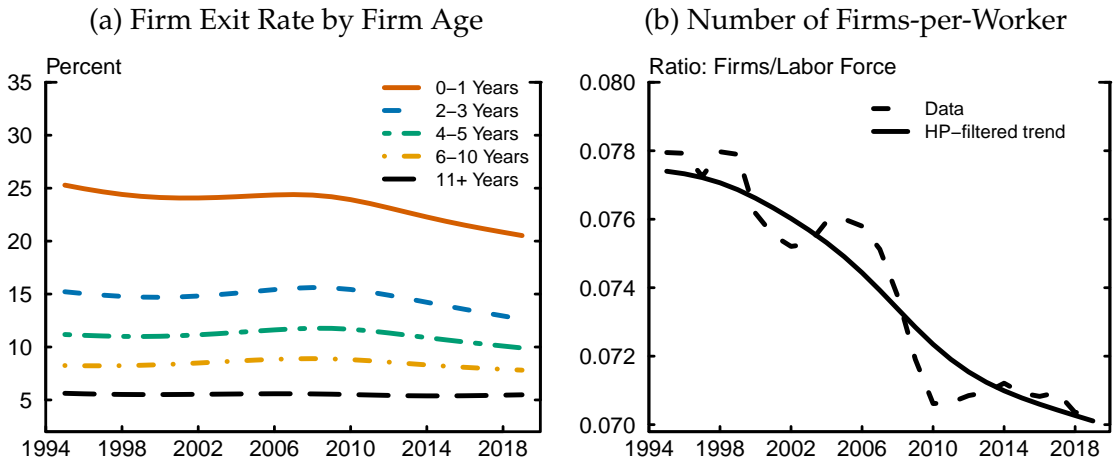 (a) Firm Exit Rate by Firm Age
Percent
35
30
25
20
15
10
5
1994 1998 2002 2006 2010 2014 2018
0–1 Years
2–3 Years
4–5 Years
6–10 Years
11+ Years
(b) Number of Firms-per-Worker
Ratio: Firms/Labor Force
0.080
0.078
0.076
0.074
0.072
0.070
1994 1998 2002 2006 2010 2014 2018
Data
HP–filtered trend